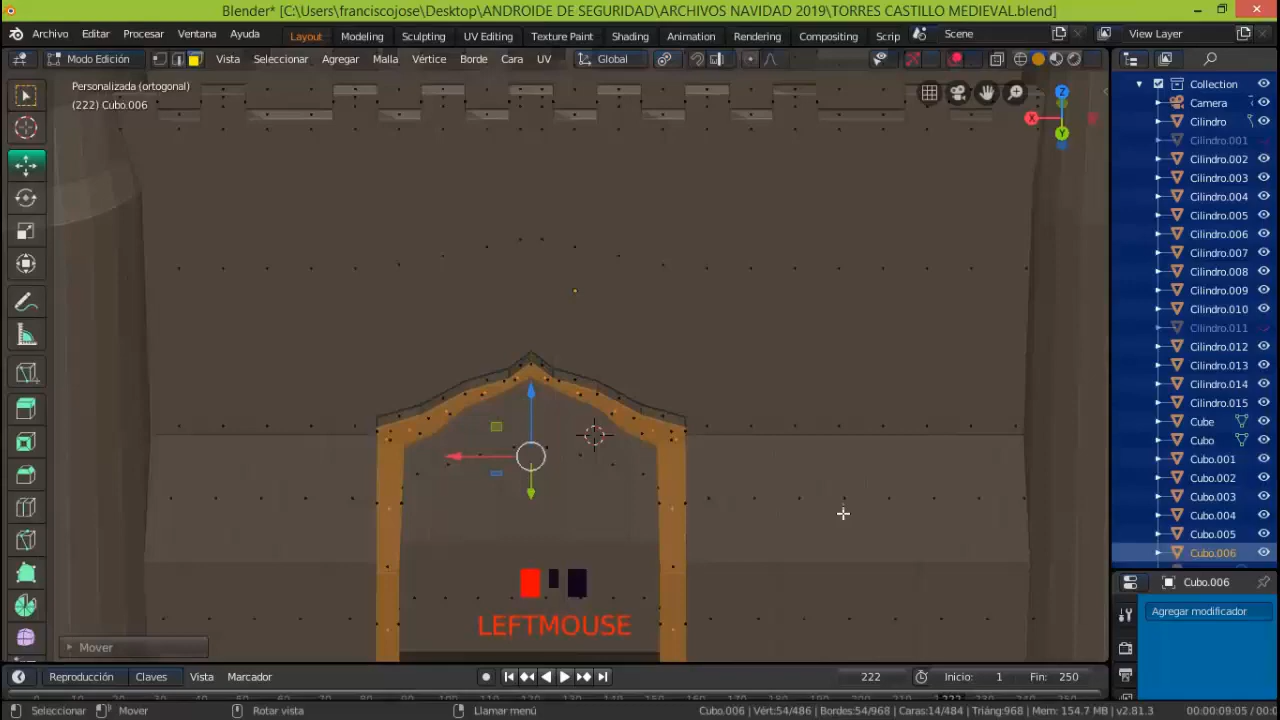 Blender* [C:\Users\franciscojose\Desktop\ANDROIDE DE SEGURIDAD\ARCHIVOS NAVIDAD 2019\TORRES CASTILLO MEDIEVAL.blend]
Archivo Editar Procesar Ventana Ayuda Layout Modeling Sculpting UV Editing Texture Paint Shading Animation Rendering Compositing Scrip Scene View Layer
Modo Edición Vista Seleccionar Agregar Malla Vértice Borde Cara UV Global
Personalizada (ortogonal)
(222) Cubo.006
Z
X
Y
Collection
Camera
Cilindro
Cilindro.001
Cilindro.002
Cilindro.003
Cilindro.004
Cilindro.005
Cilindro.006
Cilindro.007
Cilindro.008
Cilindro.009
Cilindro.010
Cilindro.011
Cilindro.012
Cilindro.013
Cilindro.014
Cilindro.015
Cube
Cubo
Cubo.001
Cubo.002
Cubo.003
Cubo.004
Cubo.005
Cubo.006
Cubo.006
Agregar modificador
LEFTMOUSE
Mover
Reproducción Claves Vista Marcador 222 Inicio: 1 Fin: 250
Seleccionar Mover Rotar vista Llamar menú Cubo.006 | Vért:54/486 | Bordes:54/968 | Caras:14/484 | Triáng:968 | Mem: 154.7 MB | v2.81.3
00:00:09:05 / 00:00